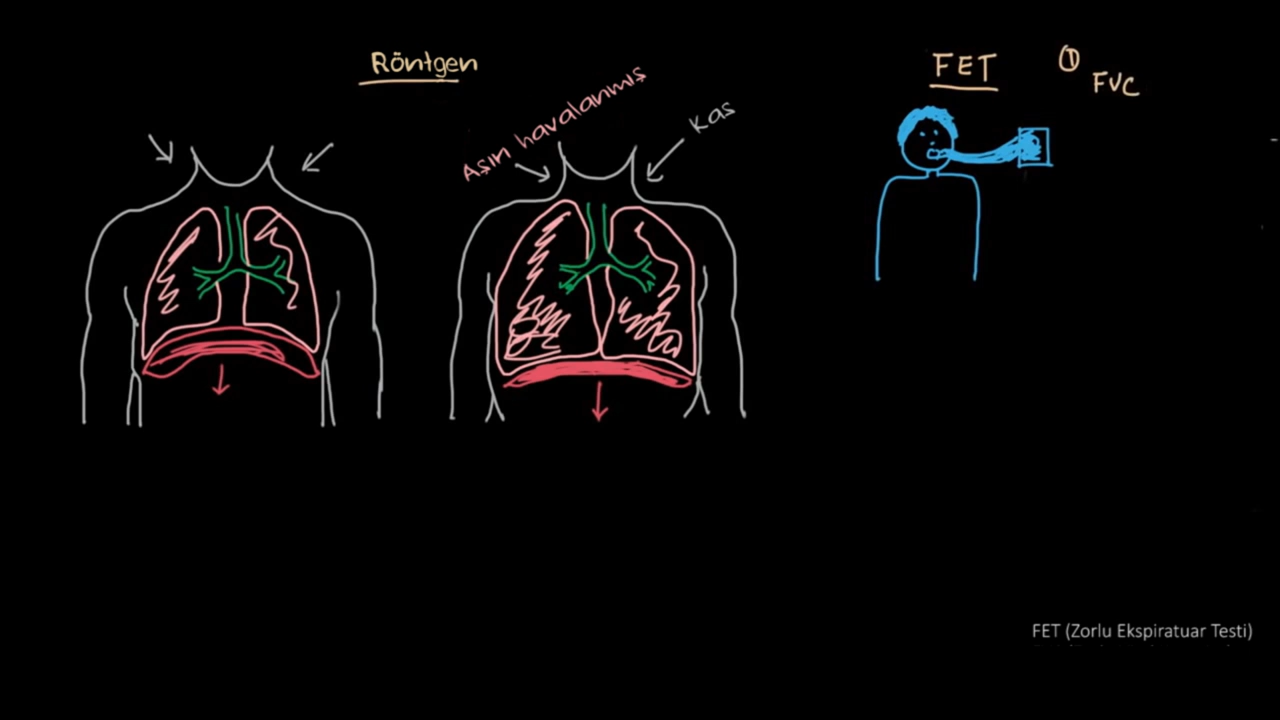 Röntgen
Aşırı havalanmış
Kas
FET
① FVC
FET (Zorlu Ekspiratuar Testi)